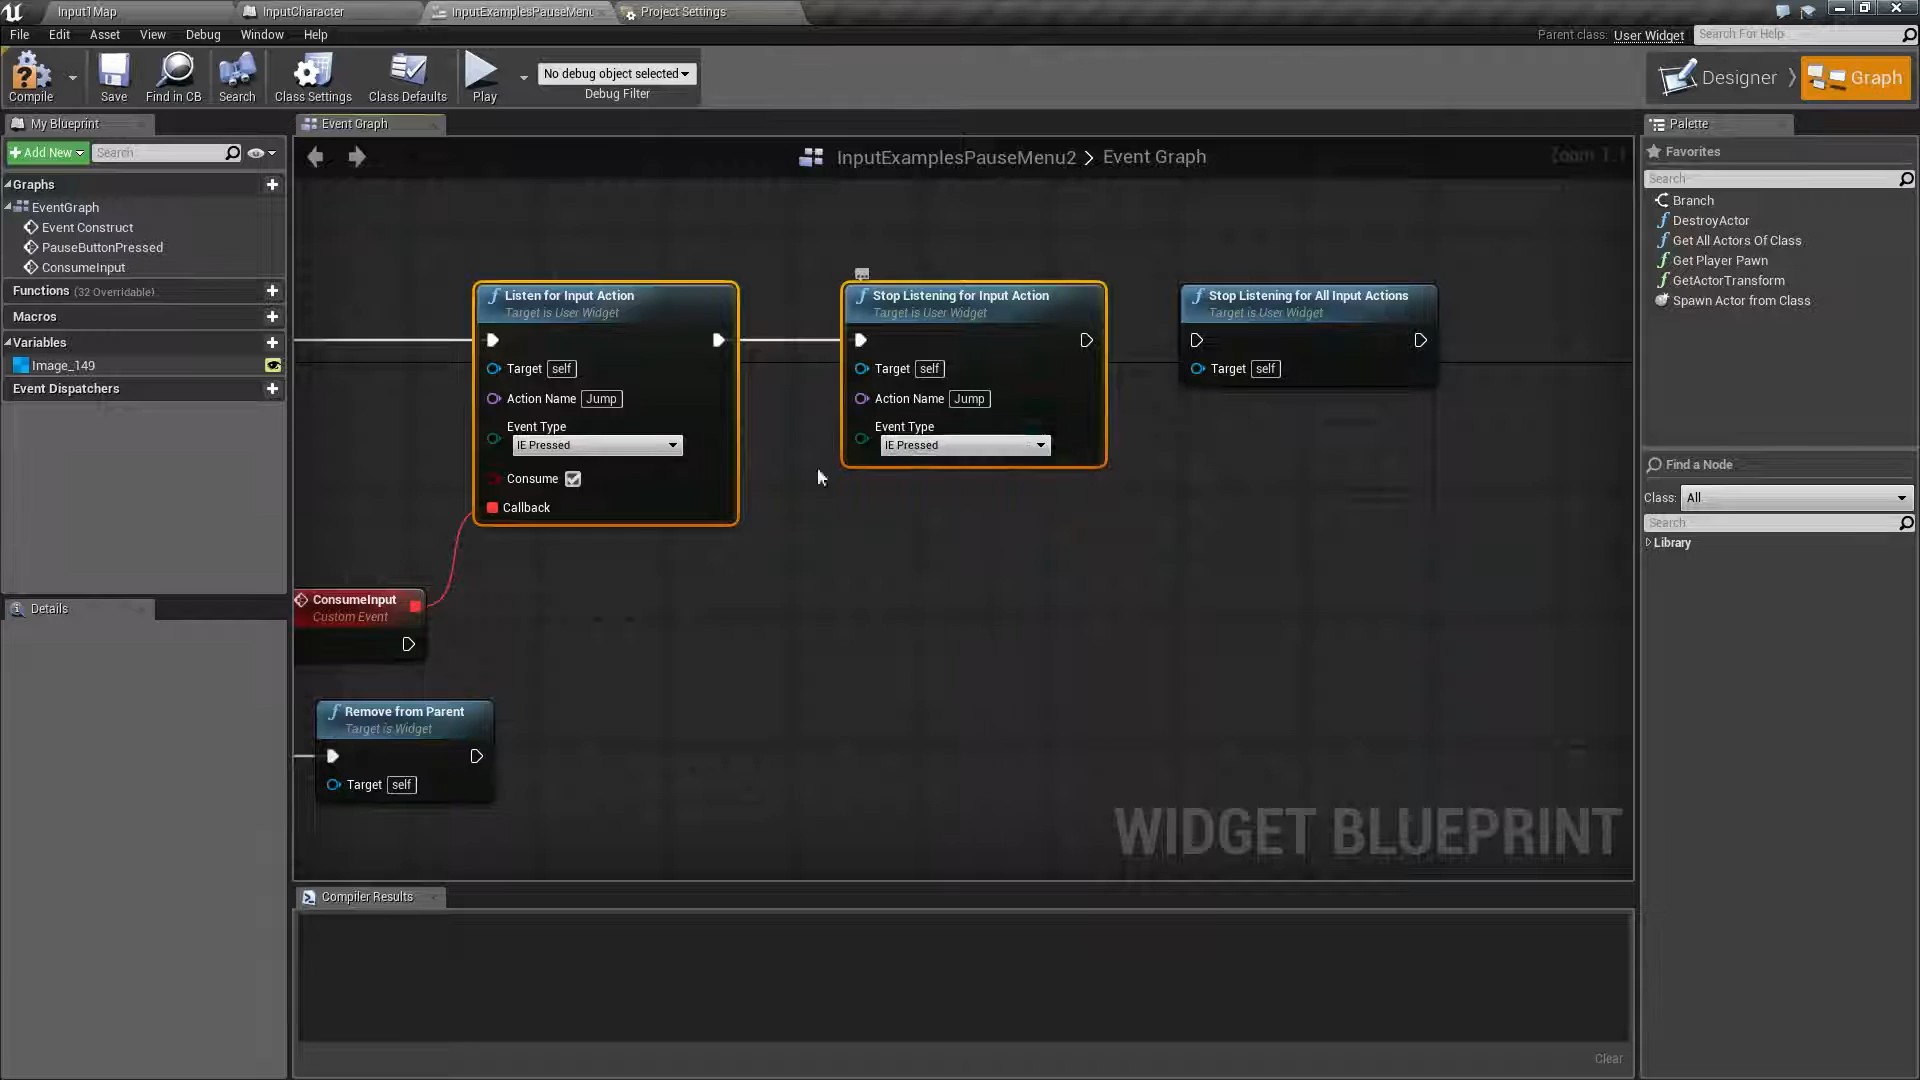 Input1Map
InputCharacter
InputExamplesPauseMenu
Project Settings
File Edit Asset View Debug Window Help
Parent class: User Widget
Search For Help
Compile
Save
Find in CB
Search
Class Settings
Class Defaults
Play
No debug object selected
Debug Filter
Designer
Graph
My Blueprint
Add New
Search
Graphs
EventGraph
Event Construct
PauseButtonPressed
ConsumeInput
Functions (32 Overridable)
Macros
Variables
Image_149
Event Dispatchers
Details
Event Graph
InputExamplesPauseMenu2 > Event Graph
Listen for Input Action
Target is User Widget
Target self
Action Name Jump
Event Type
IE Pressed
Consume
Callback
Stop Listening for Input Action
Target is User Widget
Target self
Action Name Jump
Event Type
IE Pressed
Stop Listening for All Input Actions
Target is User Widget
Target self
ConsumeInput
Custom Event
Remove from Parent
Target is Widget
Target self
WIDGET BLUEPRINT
Compiler Results
Clear
Palette
Favorites
Search
Branch
DestroyActor
Get All Actors Of Class
Get Player Pawn
GetActorTransform
Spawn Actor from Class
Find a Node
Class: All
Search
Library